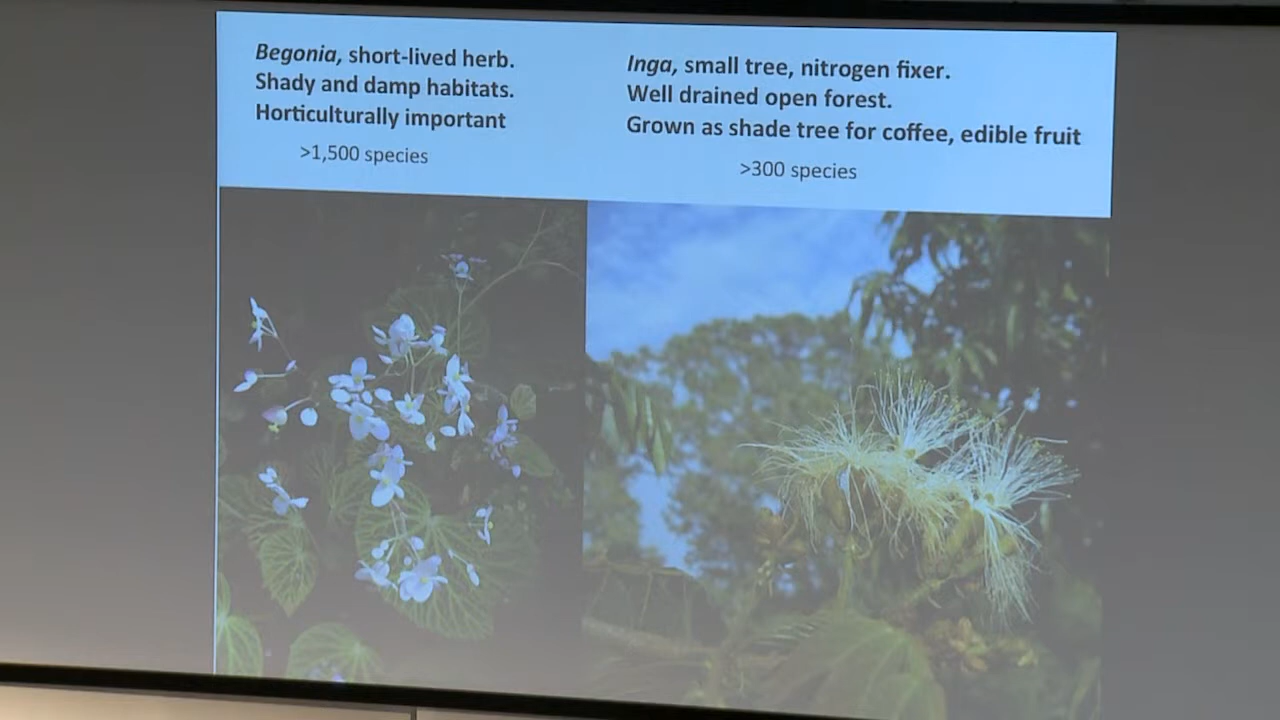 Begonia, short-lived herb.
Shady and damp habitats.
Horticulturally important
>1,500 species
Inga, small tree, nitrogen fixer.
Well drained open forest.
Grown as shade tree for coffee, edible fruit
>300 species